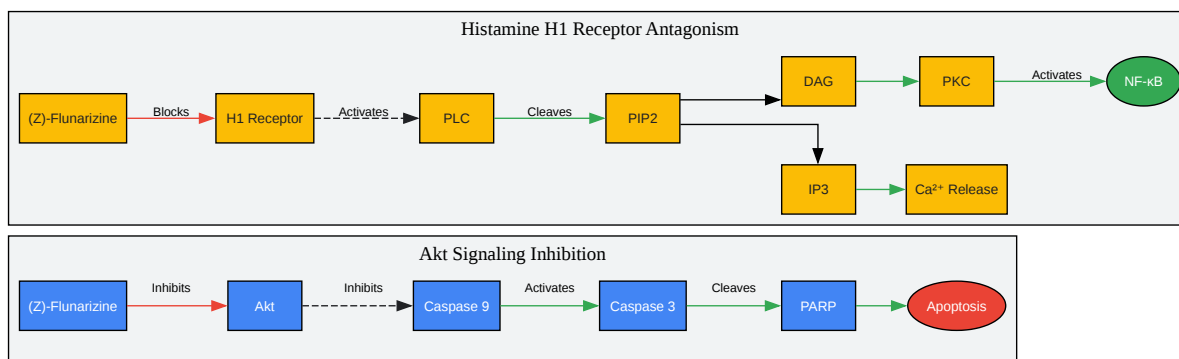 Histamine H1 Receptor Antagonism
(Z)-Flunarizine
Blocks
H1 Receptor
Activates
PLC
Cleaves
PIP2
DAG
PKC
Activates
NF-κB
IP3
Ca²⁺ Release
Akt Signaling Inhibition
(Z)-Flunarizine
Inhibits
Akt
Inhibits
Caspase 9
Activates
Caspase 3
Cleaves
PARP
Apoptosis